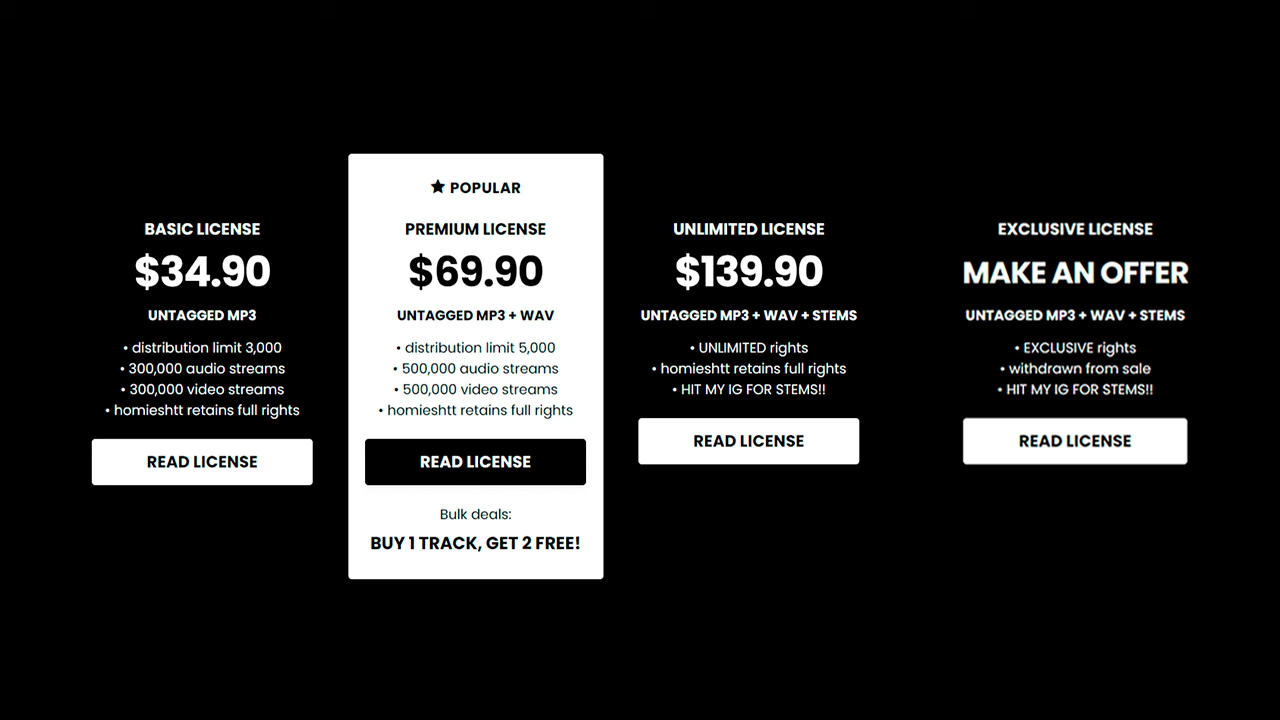 BASIC LICENSE
$34.90
UNTAGGED MP3
• distribution limit 3,000
• 300,000 audio streams
• 300,000 video streams
• homieshtt retains full rights
READ LICENSE
★ POPULAR
PREMIUM LICENSE
$69.90
UNTAGGED MP3 + WAV
• distribution limit 5,000
• 500,000 audio streams
• 500,000 video streams
• homieshtt retains full rights
READ LICENSE
Bulk deals:
BUY 1 TRACK, GET 2 FREE!
UNLIMITED LICENSE
$139.90
UNTAGGED MP3 + WAV + STEMS
• UNLIMITED rights
• homieshtt retains full rights
• HIT MY IG FOR STEMS!!
READ LICENSE
EXCLUSIVE LICENSE
MAKE AN OFFER
UNTAGGED MP3 + WAV + STEMS
• EXCLUSIVE rights
• withdrawn from sale
• HIT MY IG FOR STEMS!!
READ LICENSE